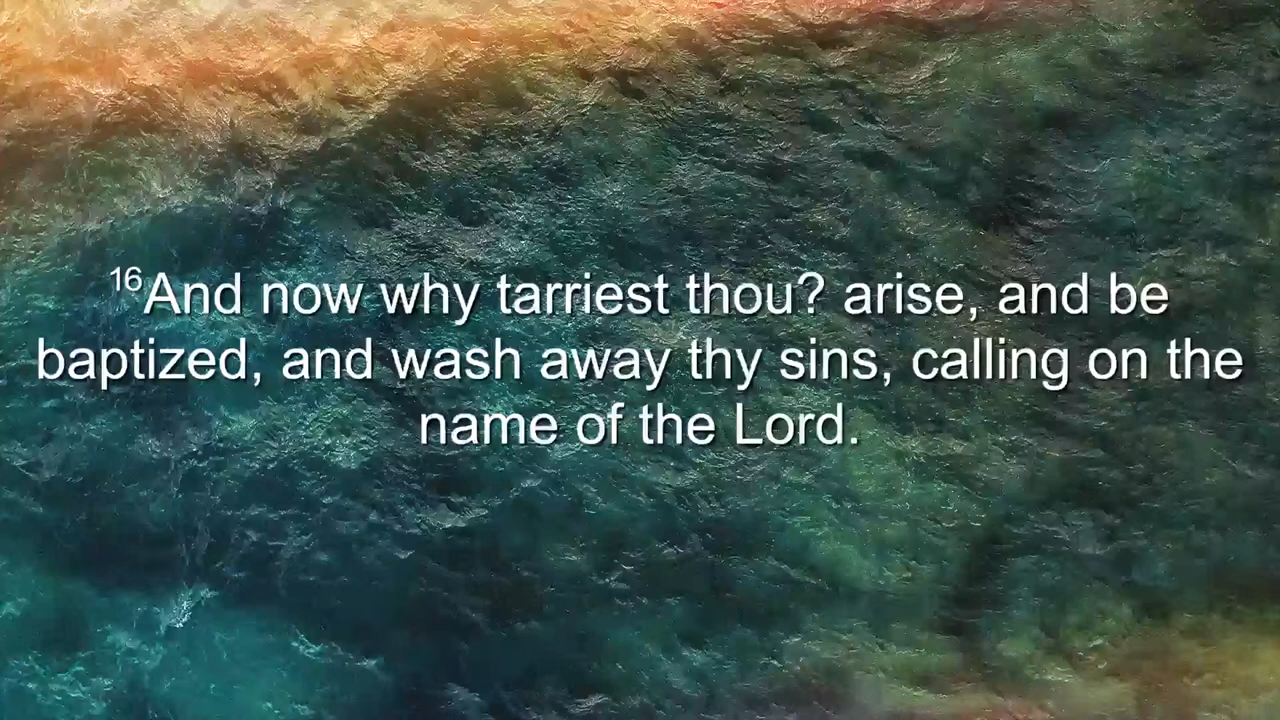 16And now why tarriest thou? arise, and be
baptized, and wash away thy sins, calling on the
name of the Lord.